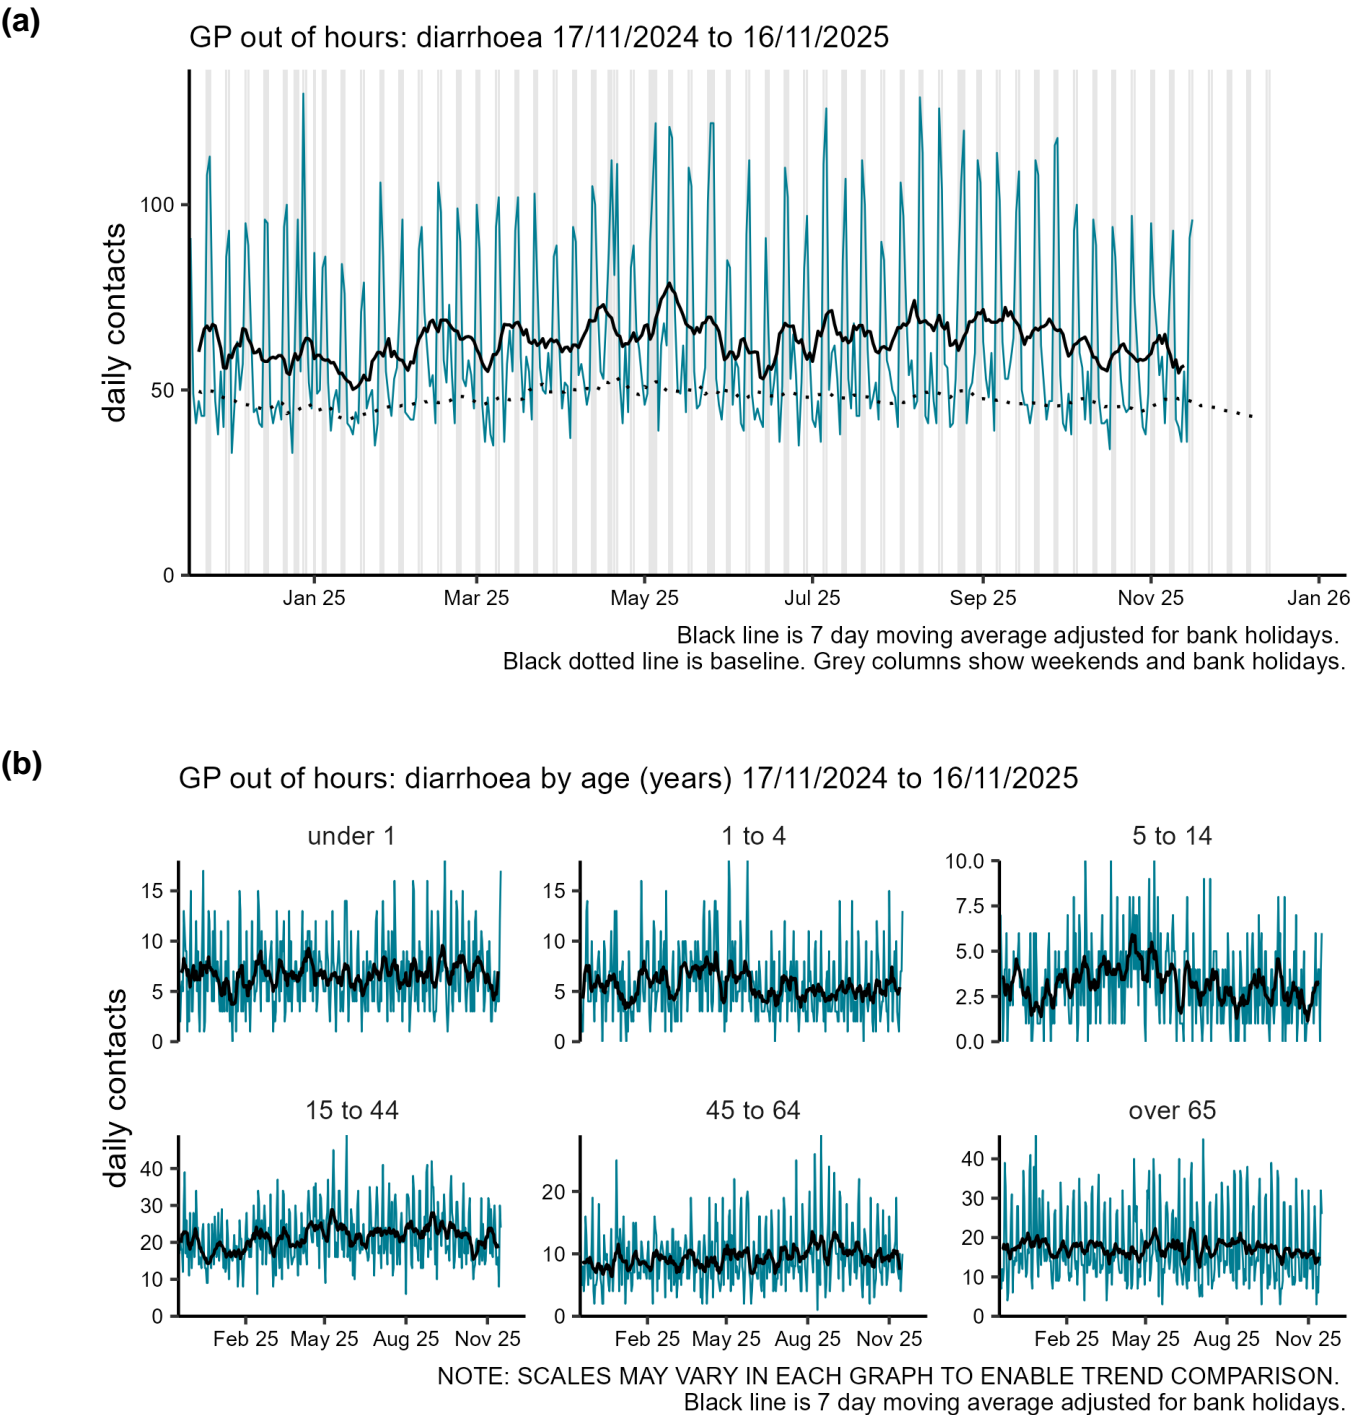 (a)
GP out of hours: diarrhoea 17/11/2024 to 16/11/2025
daily contacts
100
50
0
Jan 25 Mar 25 May 25 Jul 25 Sep 25 Nov 25 Jan 26
Black line is 7 day moving average adjusted for bank holidays.
Black dotted line is baseline. Grey columns show weekends and bank holidays.
(b)
GP out of hours: diarrhoea by age (years) 17/11/2024 to 16/11/2025
daily contacts
under 1
15
10
5
0
1 to 4
15
10
5
0
5 to 14
10.0
7.5
5.0
2.5
0.0
15 to 44
40
30
20
10
0
Feb 25 May 25 Aug 25 Nov 25
45 to 64
20
10
0
Feb 25 May 25 Aug 25 Nov 25
over 65
40
30
20
10
0
Feb 25 May 25 Aug 25 Nov 25
NOTE: SCALES MAY VARY IN EACH GRAPH TO ENABLE TREND COMPARISON.
Black line is 7 day moving average adjusted for bank holidays.